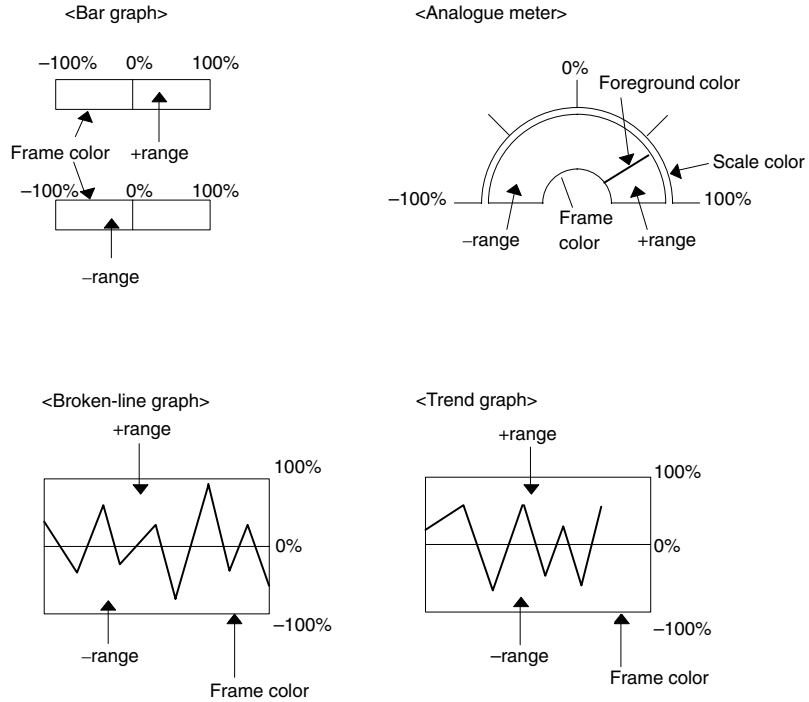 <Bar graph>
–100% 0% 100%
Frame color +range
–100% 0% 100%
–range
<Analogue meter>
0%
Foreground color
Scale color
–100% 100%
–range Frame color +range
<Broken-line graph>
+range
100%
0%
–100%
–range
Frame color
<Trend graph>
+range
100%
0%
–100%
–range
Frame color